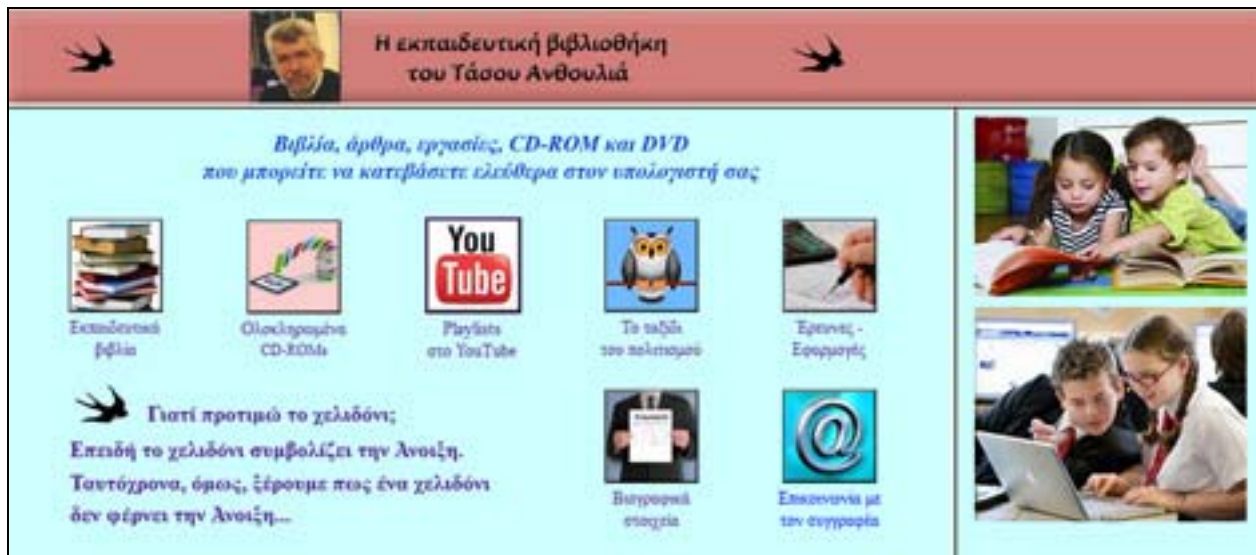 Η εκπαιδευτική βιβλιοθήκη
του Τάσου Ανθουλιά
Βιβλία, άρθρα, εργασίες, CD-ROM και DVD
που μπορείτε να κατεβάσετε ελεύθερα στον υπολογιστή σας
You
Tube
Εκπαιδευτικά
βιβλία
Ολοκληρωμένα
CD-ROMs
Playlists
στο YouTube
Το ταξίδι
του πολιτισμού
Έρευνες -
Εφαρμογές
Γιατί προτιμώ το χελιδόνι;
Επειδή το χελιδόνι συμβολίζει την Άνοιξη.
Ταυτόχρονα, όμως, ξέρουμε πως ένα χελιδόνι
δεν φέρνει την Άνοιξη...
@
Βιογραφικά
στοιχεία
Επικοινωνία με
τον συγγραφέα